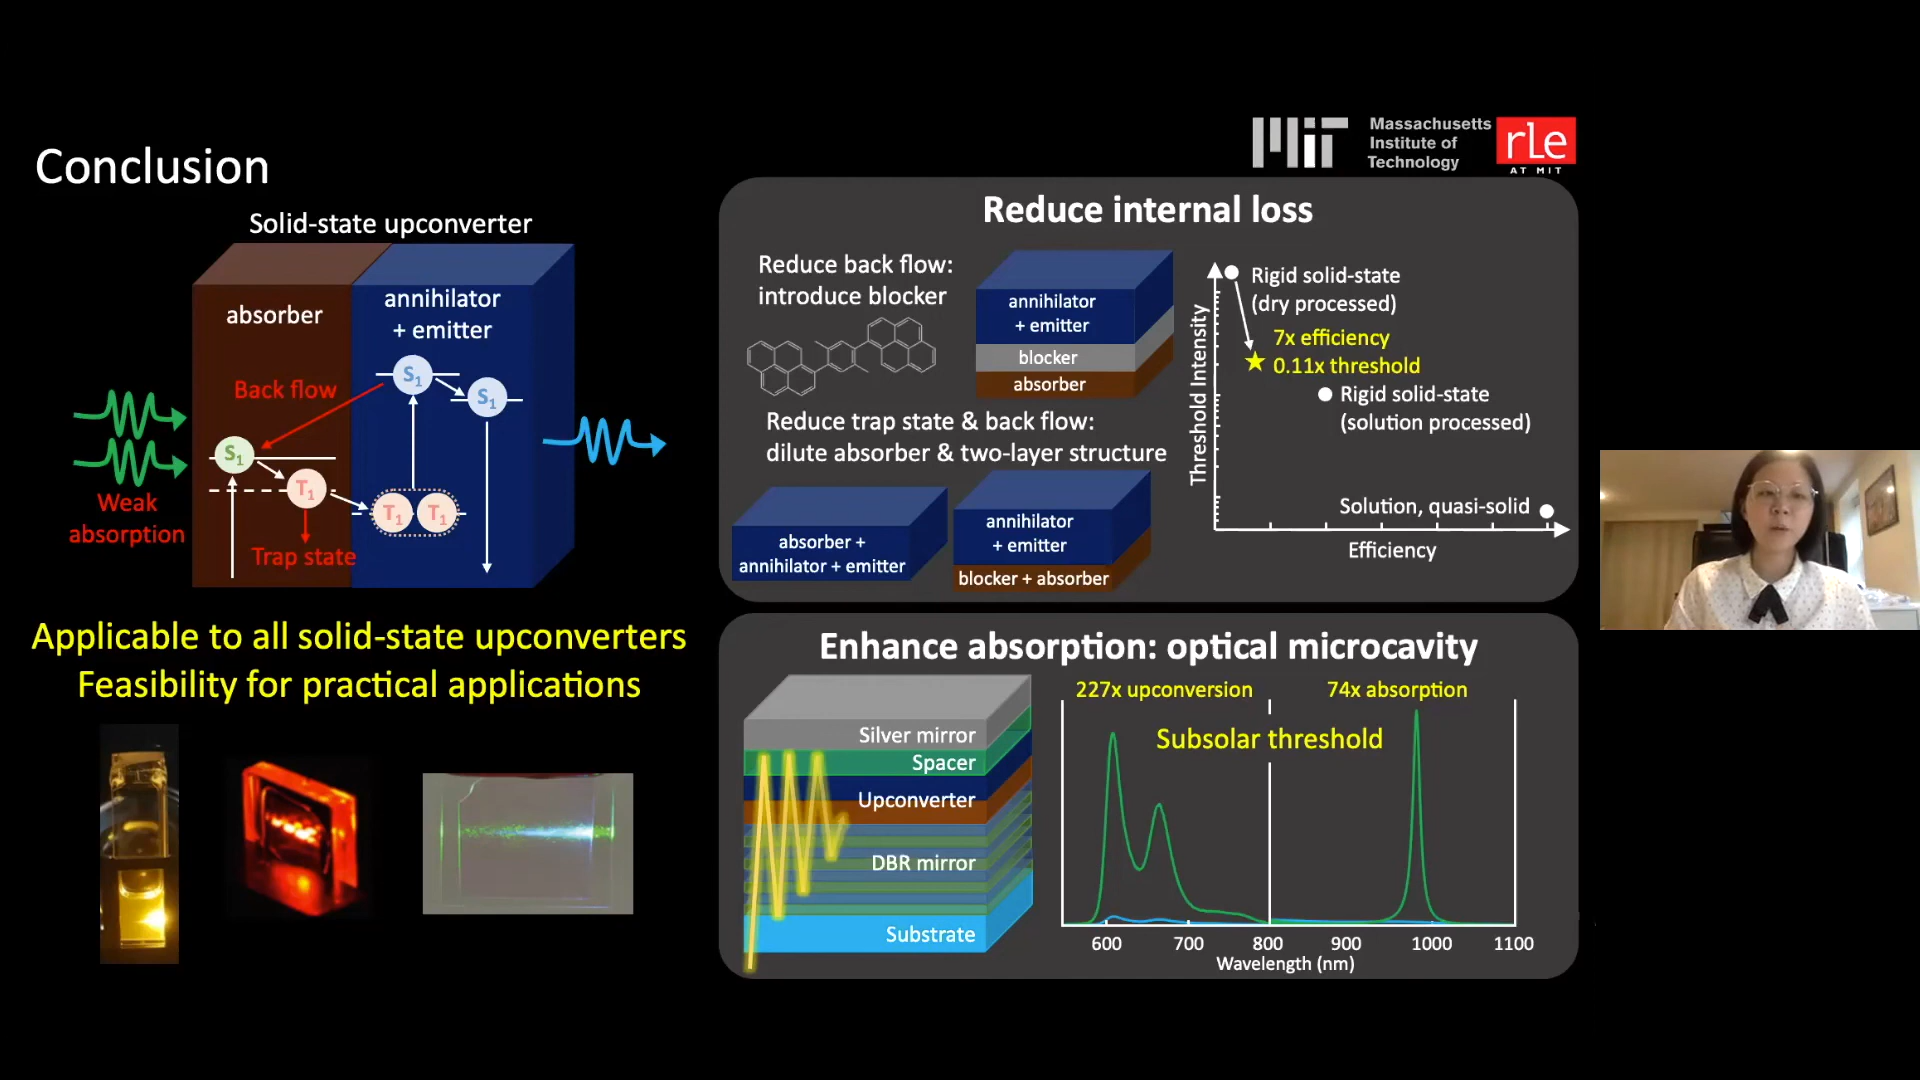 Conclusion
Massachusetts
Institute of
Technology
rLe
AT MIT
Solid-state upconverter
absorber
annihilator
+ emitter
Back flow
S1
S1
S1
T1
T1
T1
Weak
absorption
Trap state
Applicable to all solid-state upconverters
Feasibility for practical applications
Reduce internal loss
Reduce back flow:
introduce blocker
annihilator
+ emitter
blocker
absorber
Reduce trap state & back flow:
dilute absorber & two-layer structure
absorber +
annihilator + emitter
annihilator
+ emitter
blocker + absorber
Threshold Intensity
Rigid solid-state
(dry processed)
7x efficiency
0.11x threshold
Rigid solid-state
(solution processed)
Solution, quasi-solid
Efficiency
Enhance absorption: optical microcavity
Silver mirror
Spacer
Upconverter
DBR mirror
Substrate
227x upconversion
74x absorption
Subsolar threshold
600 700 800 900 1000 1100
Wavelength (nm)